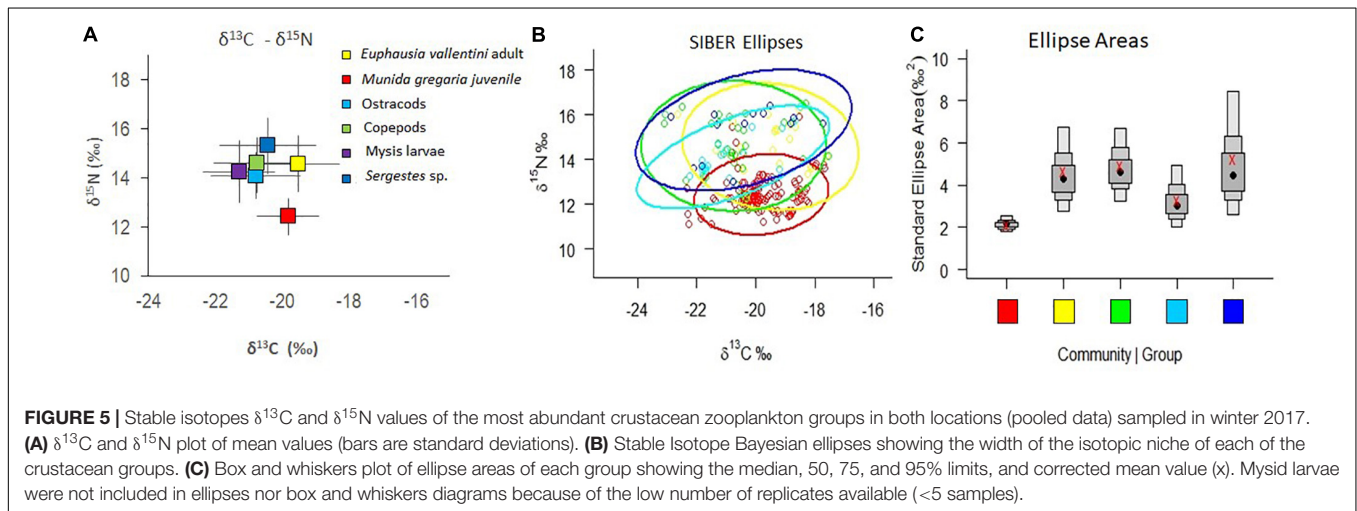 A
δ13C - δ15N
Euphausia vallentini adult
Munida gregaria juvenile
Ostracods
Copepods
Mysis larvae
Sergestes sp.
δ15N (‰)
18
16
14
12
10
-24
-22
-20
-18
-16
δ13C (‰)
B
SIBER Ellipses
δ15N ‰
18
16
14
12
10
-24
-22
-20
-18
-16
δ13C ‰
C
Ellipse Areas
Standard Ellipse Area(‰2)
10
8
6
4
2
0
Community | Group
FIGURE 5 | Stable isotopes δ13C and δ15N values of the most abundant crustacean zooplankton groups in both locations (pooled data) sampled in winter 2017.
(A) δ13C and δ15N plot of mean values (bars are standard deviations). (B) Stable Isotope Bayesian ellipses showing the width of the isotopic niche of each of the
crustacean groups. (C) Box and whiskers plot of ellipse areas of each group showing the median, 50, 75, and 95% limits, and corrected mean value (x). Mysid larvae
were not included in ellipses nor box and whiskers diagrams because of the low number of replicates available (<5 samples).